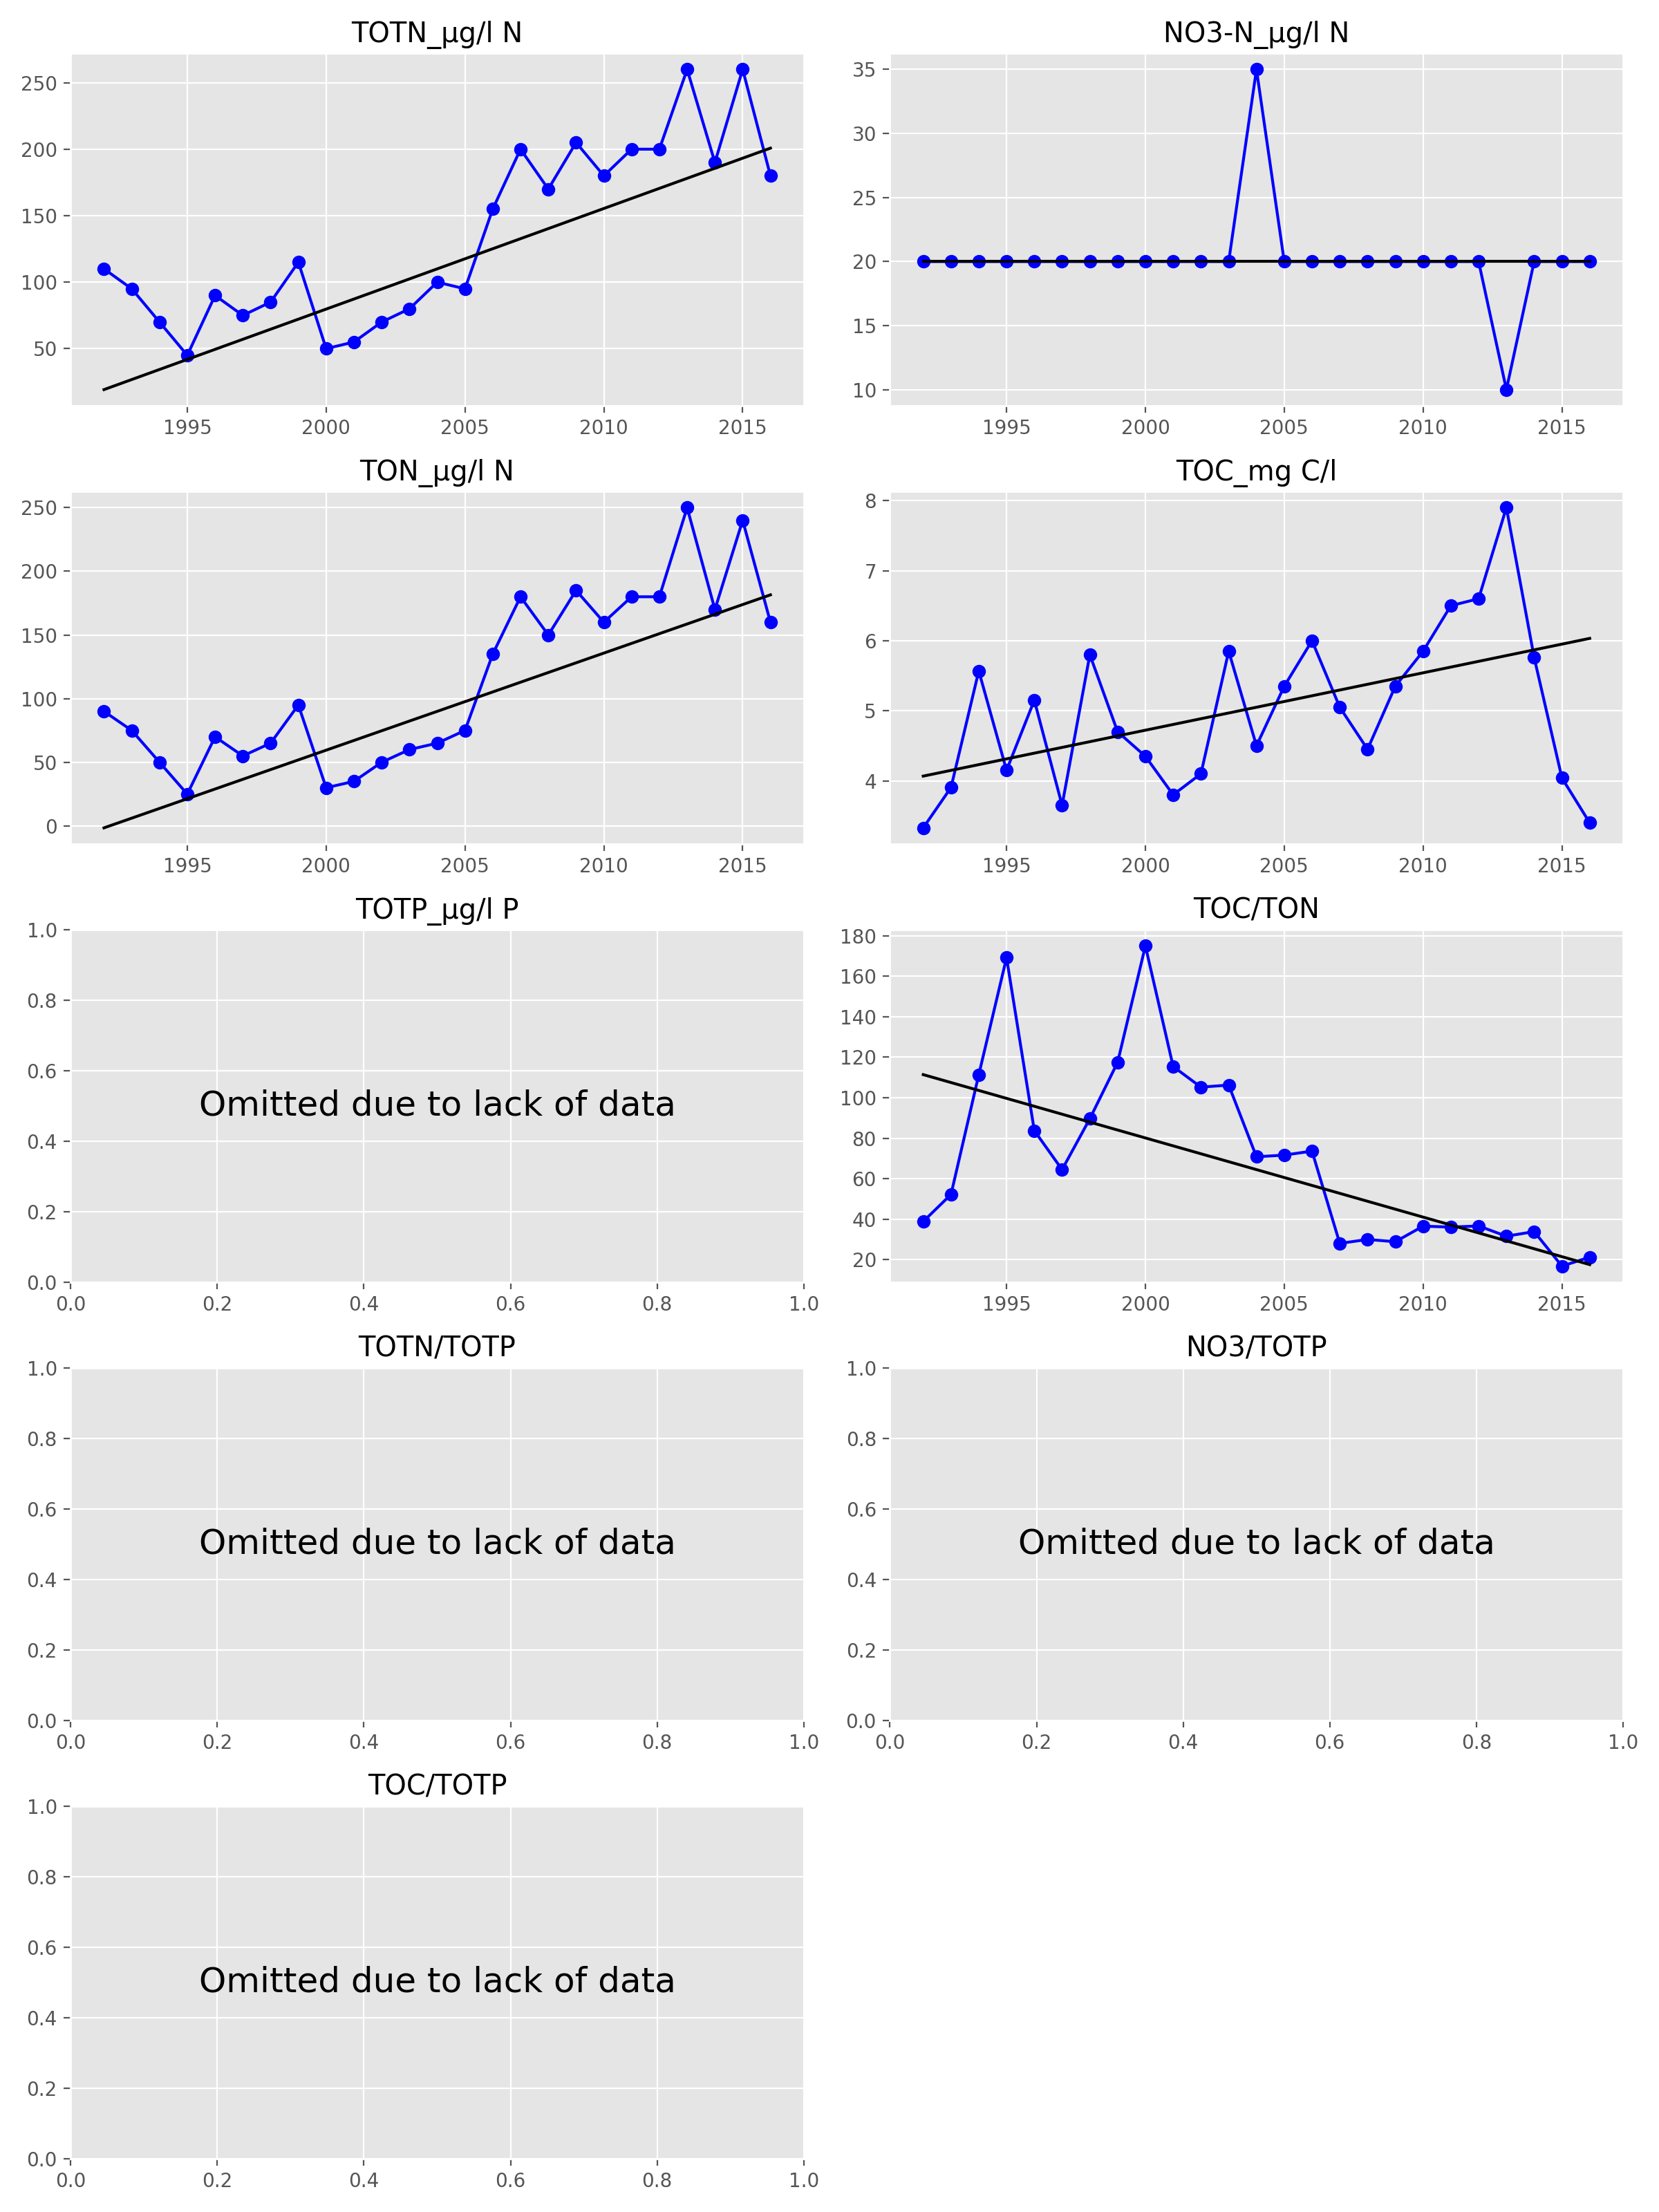 TOTN_µg/l N
250
200
150
100
50
1995 2000 2005 2010 2015
NO3-N_µg/l N
35
30
25
20
15
10
1995 2000 2005 2010 2015
TON_µg/l N
250
200
150
100
50
0
1995 2000 2005 2010 2015
TOC_mg C/l
8
7
6
5
4
1995 2000 2005 2010 2015
TOTP_µg/l P
1.0
0.8
0.6
Omitted due to lack of data
0.4
0.2
0.0
0.0 0.2 0.4 0.6 0.8 1.0
TOC/TON
180
160
140
120
100
80
60
40
20
1995 2000 2005 2010 2015
TOTN/TOTP
1.0
0.8
0.6
Omitted due to lack of data
0.4
0.2
0.0
0.0 0.2 0.4 0.6 0.8 1.0
NO3/TOTP
1.0
0.8
0.6
Omitted due to lack of data
0.4
0.2
0.0
0.0 0.2 0.4 0.6 0.8 1.0
TOC/TOTP
1.0
0.8
0.6
Omitted due to lack of data
0.4
0.2
0.0
0.0 0.2 0.4 0.6 0.8 1.0